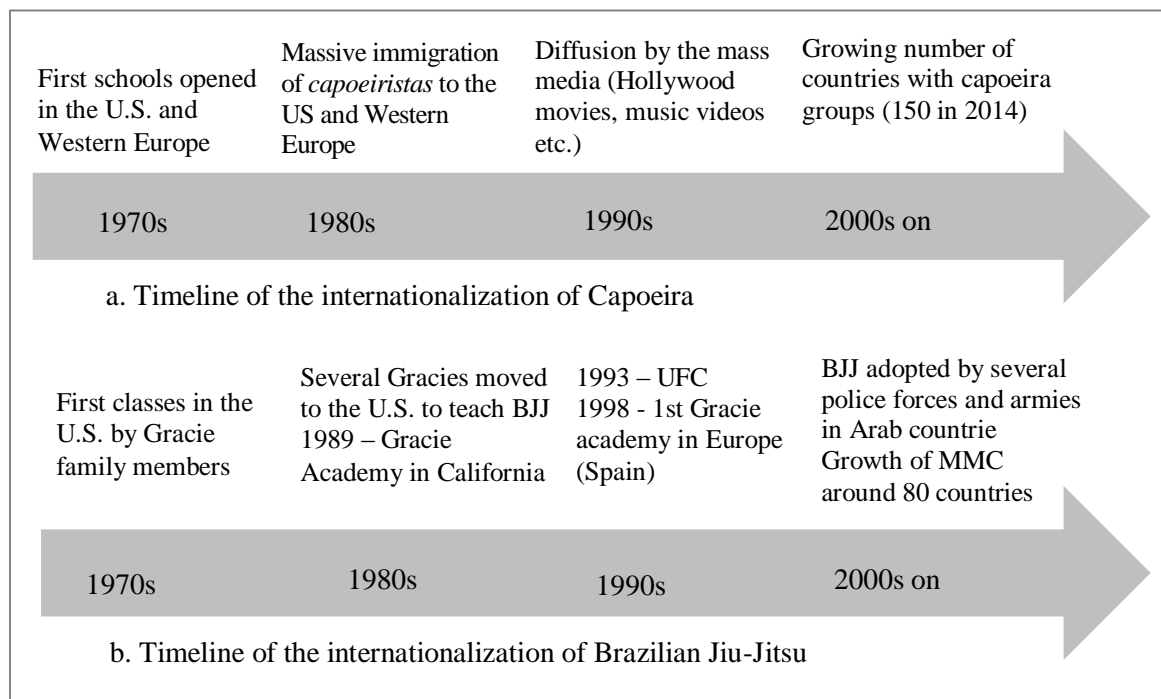 First schools opened
in the U.S. and
Western Europe
Massive immigration
of capoeiristas to the
US and Western
Europe
Diffusion by the mass
media (Hollywood
movies, music videos
etc.)
Growing number of
countries with capoeira
groups (150 in 2014)
1970s
1980s
1990s
2000s on
a. Timeline of the internationalization of Capoeira
First classes in the
U.S. by Gracie
family members
Several Gracies moved
to the U.S. to teach BJJ
1989 – Gracie
Academy in California
1993 – UFC
1998 - 1st Gracie
academy in Europe
(Spain)
BJJ adopted by several
police forces and armies
in Arab countrie
Growth of MMC
around 80 countries
1970s
1980s
1990s
2000s on
b. Timeline of the internationalization of Brazilian Jiu-Jitsu